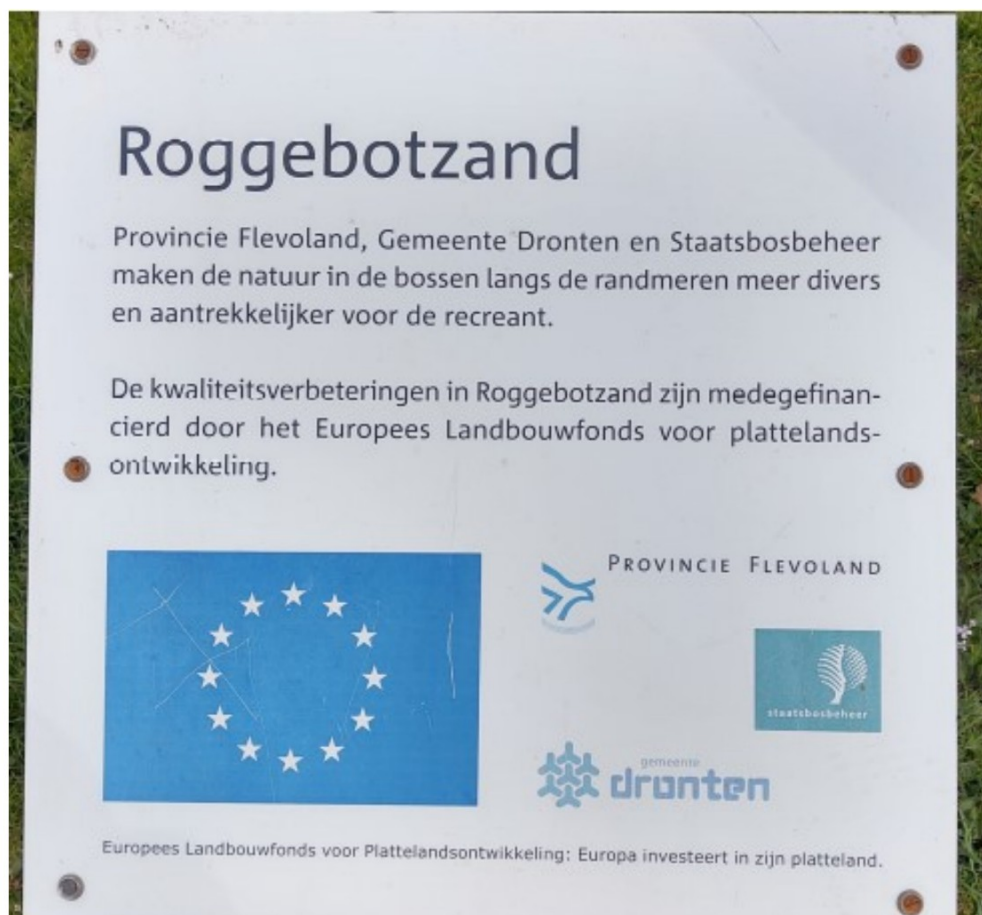 Roggebotzand
Provincie Flevoland, Gemeente Dronten en Staatsbosbeheer
maken de natuur in de bossen langs de randmeren meer divers
en aantrekkelijker voor de recreant.
De kwaliteitsverbeteringen in Roggebotzand zijn medegefinan-
cierd door het Europees Landbouwfonds voor plattelands-
ontwikkeling.
PROVINCIE FLEVOLAND
staatsbosbeheer
gemeente
dronten
Europees Landbouwfonds voor Plattelandsontwikkeling: Europa investeert in zijn platteland.